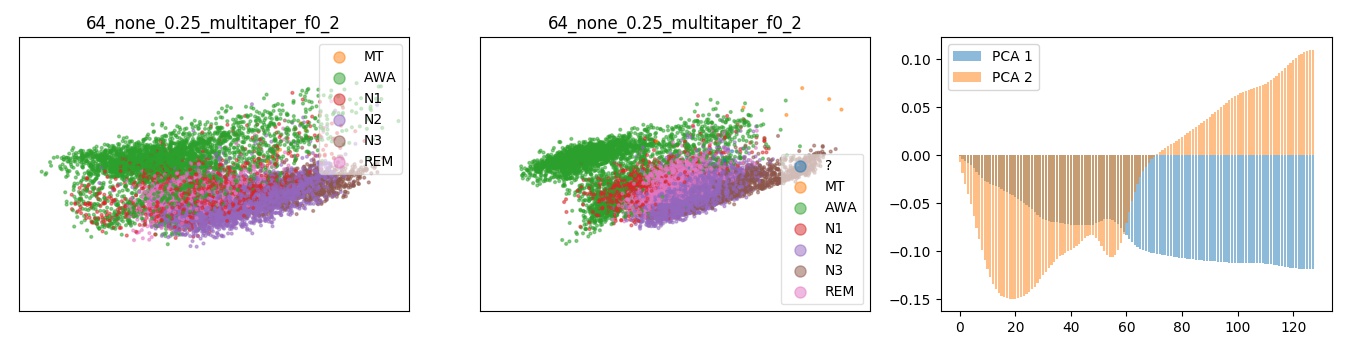 64_none_0.25_multitaper_f0_2
MT
AWA
N1
N2
N3
REM
64_none_0.25_multitaper_f0_2
?
MT
AWA
N1
N2
N3
REM
PCA 1
PCA 2
0.10
0.05
0.00
−0.05
−0.10
−0.15
0 20 40 60 80 100 120